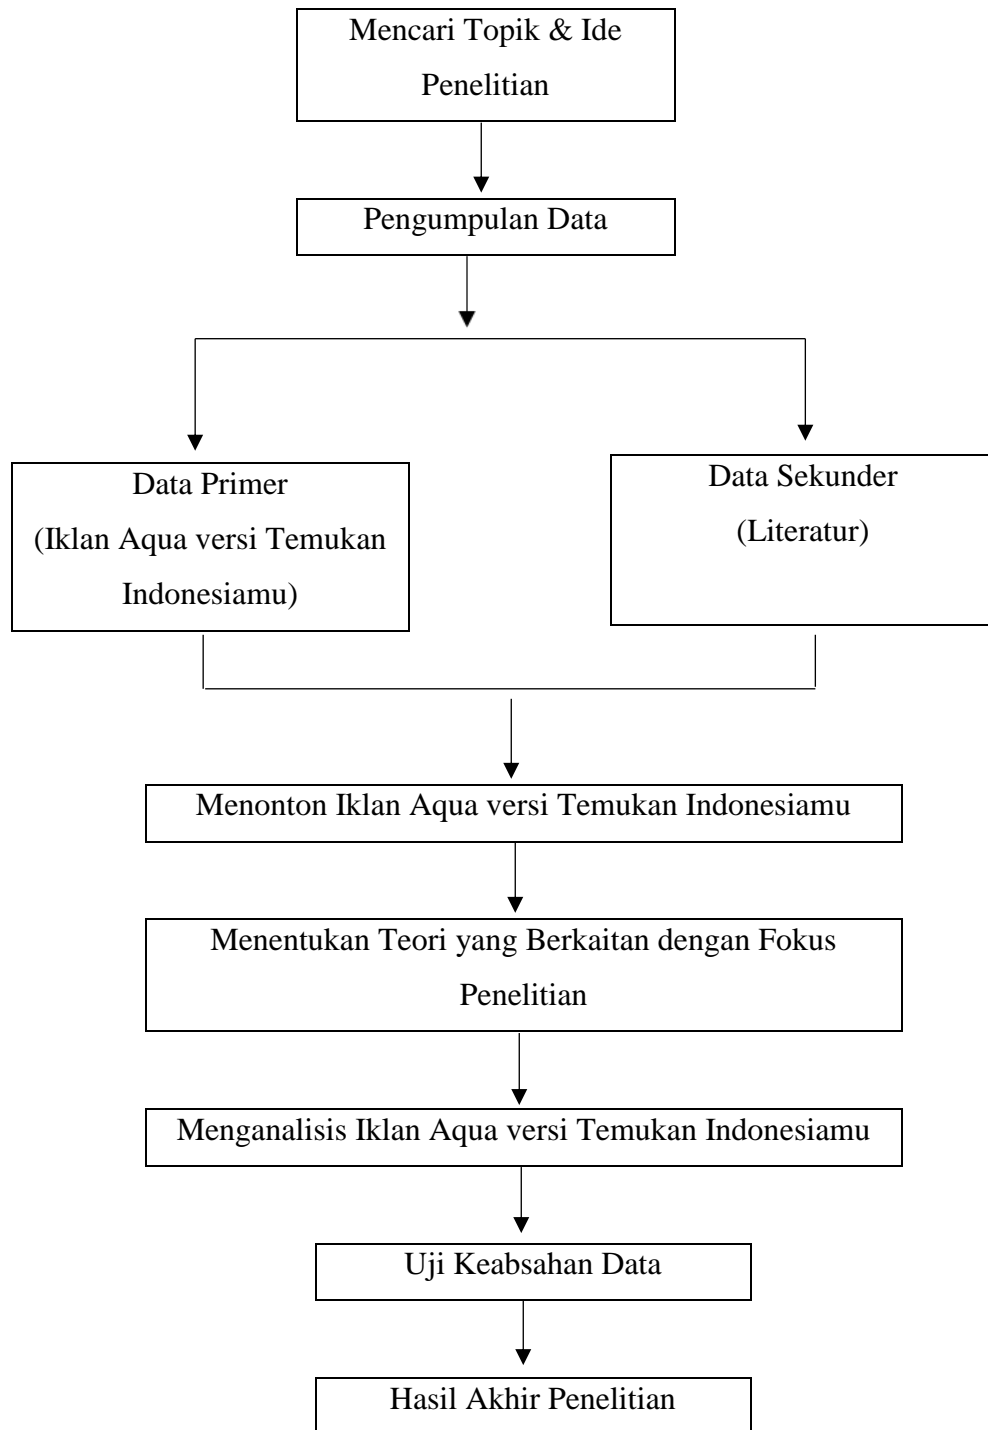 Mencari Topik & Ide
Penelitian
Pengumpulan Data
Data Primer
(Iklan Aqua versi Temukan
Indonesiamu)
Data Sekunder
(Literatur)
Menonton Iklan Aqua versi Temukan Indonesiamu
Menentukan Teori yang Berkaitan dengan Fokus
Penelitian
Menganalisis Iklan Aqua versi Temukan Indonesiamu
Uji Keabsahan Data
Hasil Akhir Penelitian